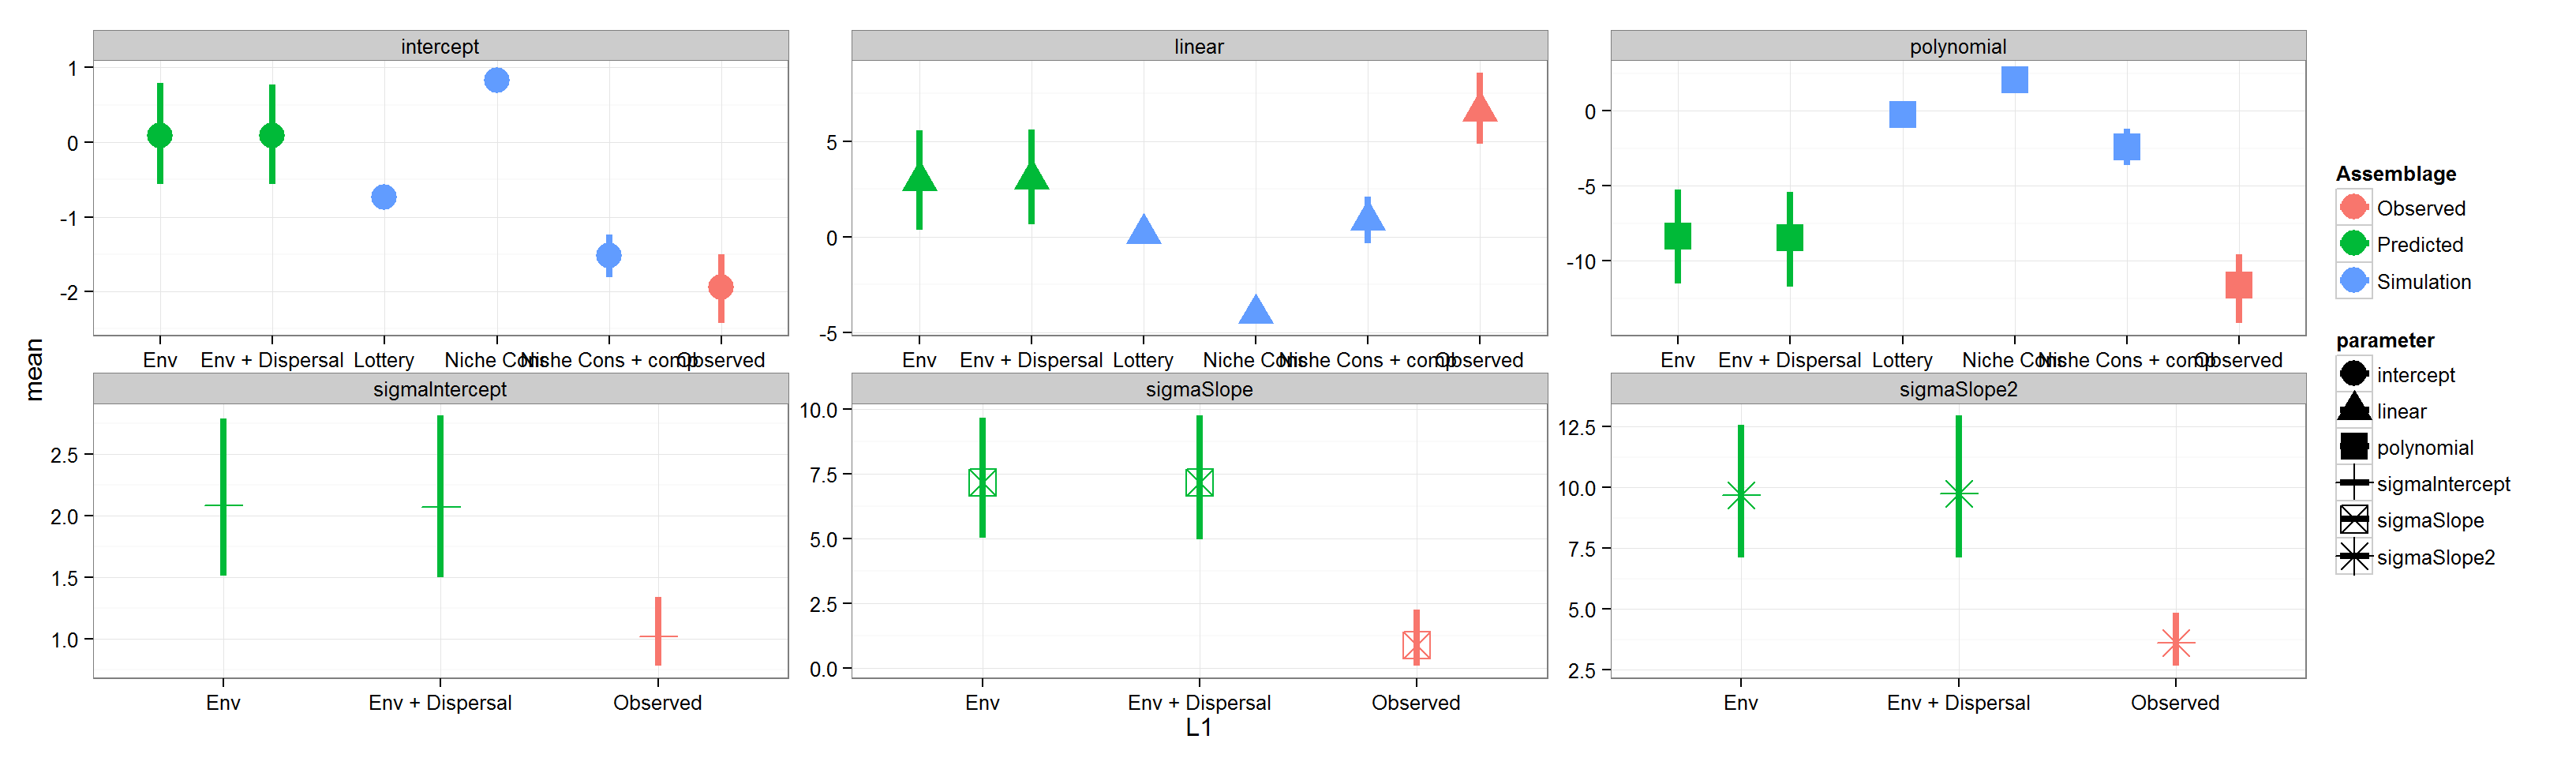 intercept
linear
polynomial
1
0
-1
-2
5
0
-5
0
-5
-10
Env
Env + Dispersal
Lottery
Niche Cons
Niche Cons + comp
Observed
Env
Env + Dispersal
Lottery
Niche Cons
Niche Cons + comp
Observed
Env
Env + Dispersal
Lottery
Niche Cons
Niche Cons + comp
Observed
mean
sigmaIntercept
sigmaSlope
sigmaSlope2
2.5
2.0
1.5
1.0
10.0
7.5
5.0
2.5
0.0
12.5
10.0
7.5
5.0
2.5
Env
Env + Dispersal
Observed
Env
Env + Dispersal
Observed
Env
Env + Dispersal
Observed
L1
Assemblage
Observed
Predicted
Simulation
parameter
intercept
linear
polynomial
sigmaIntercept
sigmaSlope
sigmaSlope2